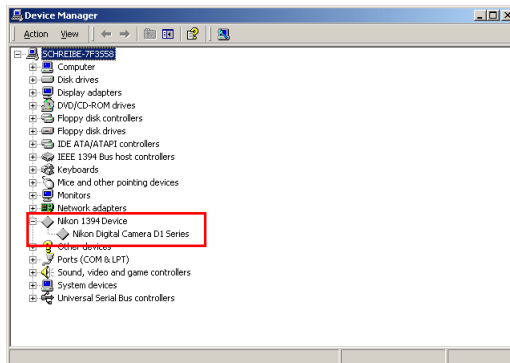 Device Manager
Action View
SCHREIBE-7F3558
Computer
Disk drives
Display adapters
DVD/CD-ROM drives
Floppy disk controllers
Floppy disk drives
IDE ATA/ATAPI controllers
IEEE 1394 Bus host controllers
Keyboards
Mice and other pointing devices
Monitors
Network adapters
Nikon 1394 Device
Nikon Digital Camera D1 Series
Other devices
Ports (COM & LPT)
Sound, video and game controllers
System devices
Universal Serial Bus controllers